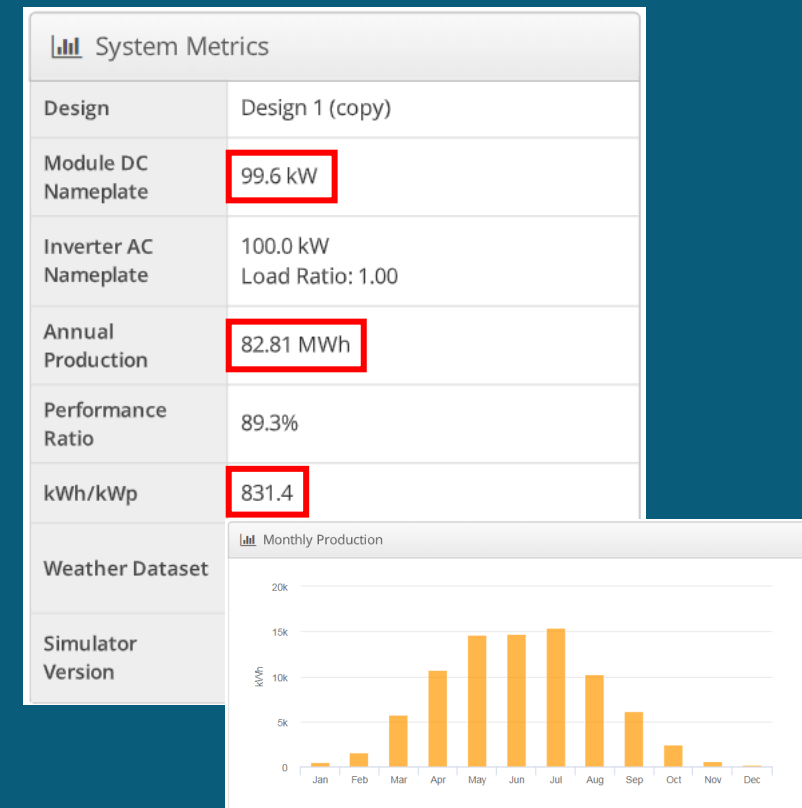 System Metrics
Design
Design 1 (copy)
Module DC
Nameplate
99.6 kW
Inverter AC
Nameplate
100.0 kW
Load Ratio: 1.00
Annual
Production
82.81 MWh
Performance
Ratio
89.3%
kWh/kWp
831.4
Weather Dataset
Simulator
Version
Monthly Production
20k
15k
10k
5k
0
kWh
Jan Feb Mar Apr May Jun Jul Aug Sep Oct Nov Dec